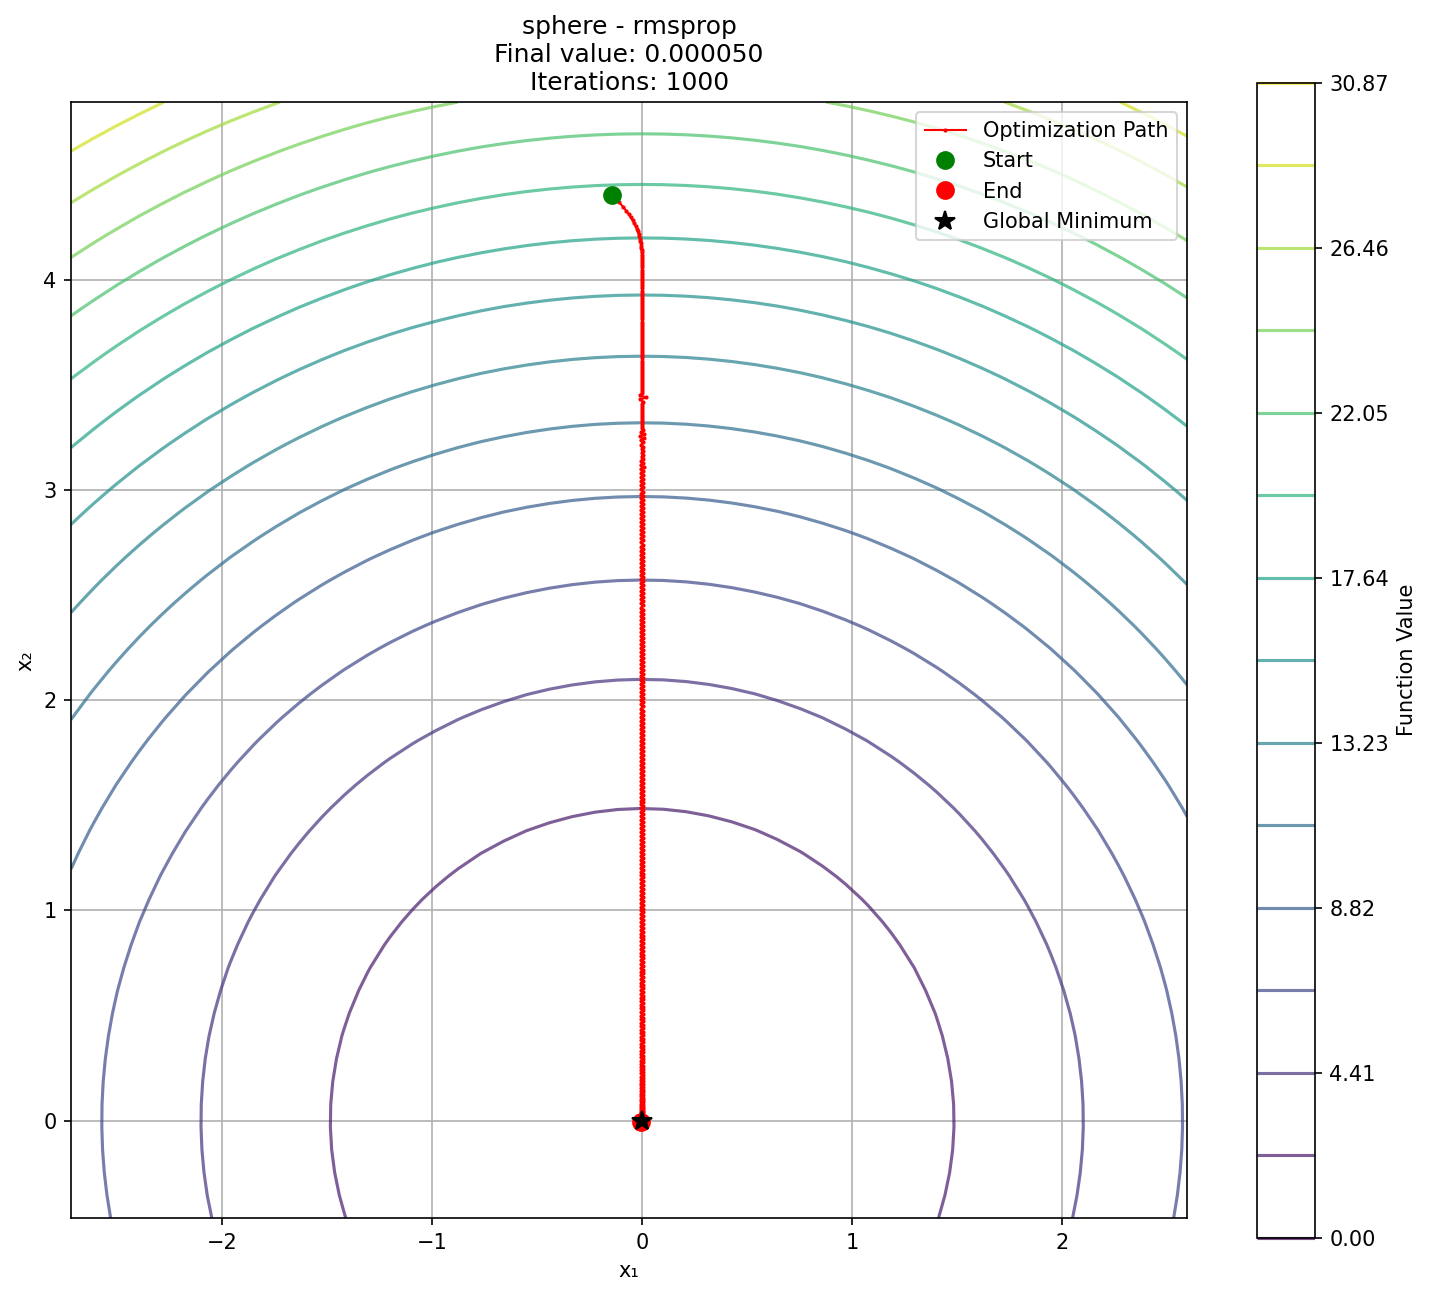 sphere - rmsprop
Final value: 0.000050
Iterations: 1000
Optimization Path
Start
End
Global Minimum
4
3
2
1
0
x₂
−2
−1
0
1
2
x₁
30.87
26.46
22.05
17.64
13.23
8.82
4.41
0.00
Function Value